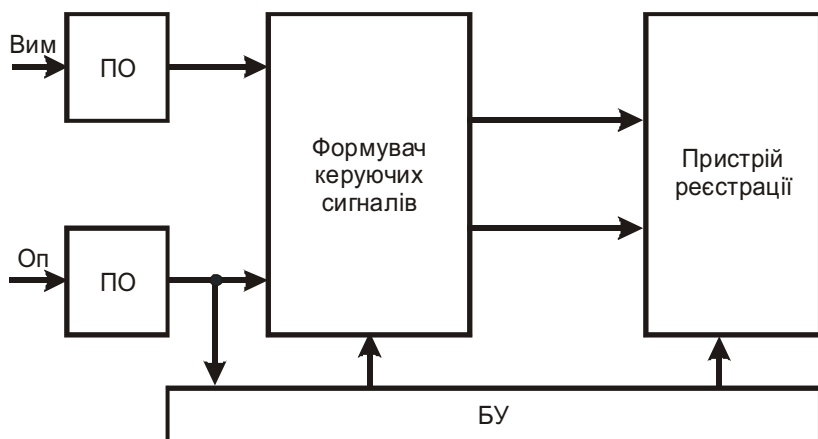 Вим
ПО
Формувач
керуючих
сигналів
Пристрій
реєстрації
Оп
ПО
БУ